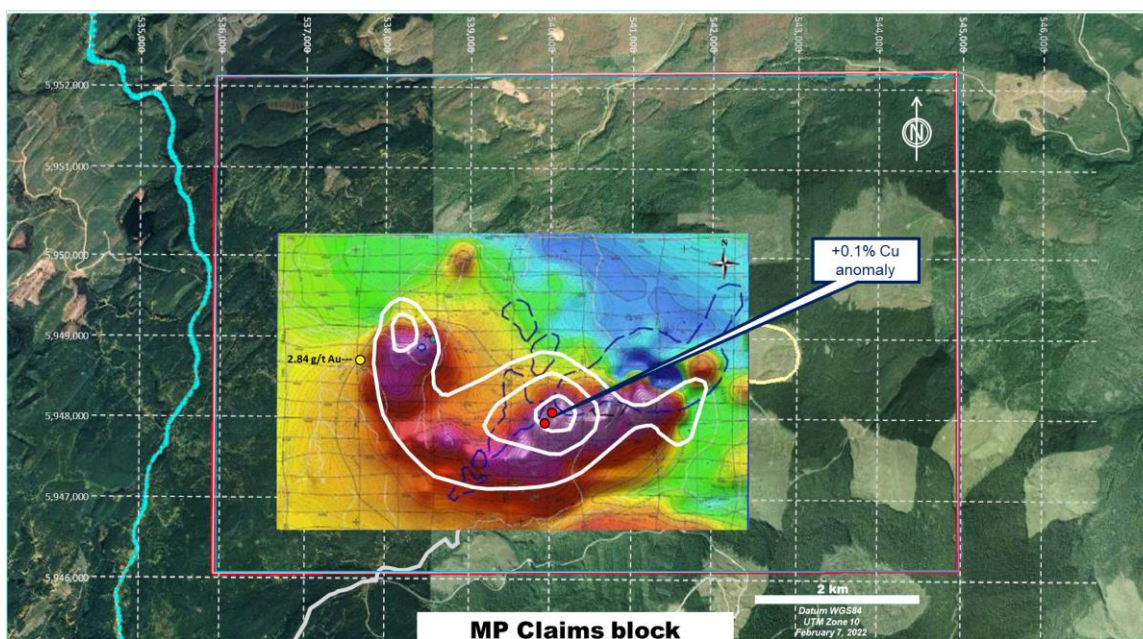 535,000
536,000
537,000
538,000
539,000
540,000
541,000
542,000
543,000
544,000
545,000
546,000
5,952,000
N
5,951,000
5,950,000
+0.1% Cu
anomaly
N
5,949,000
2.84 g/t Au
5,948,000
5,947,000
5,946,000
2 km
Datum WGS84
UTM Zone 10
February 7, 2022
MP Claims block